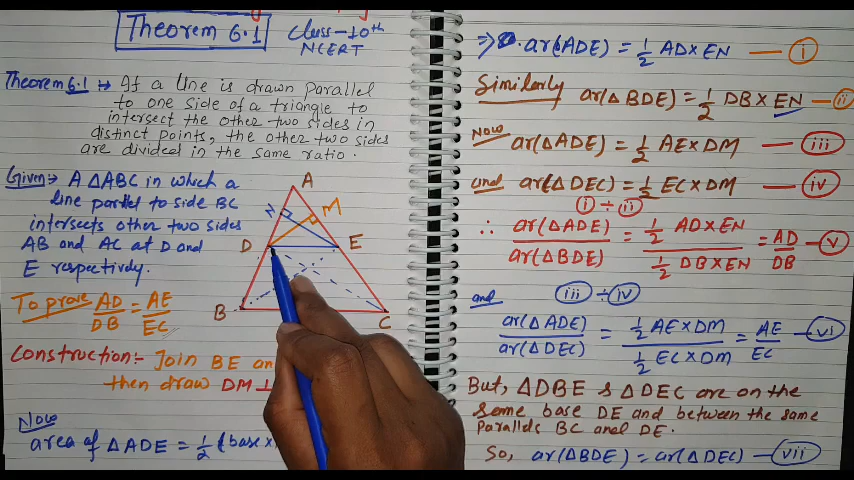 Theorem 6.1
Class-10th
NCERT
Theorem 6.1 :→ If a line is drawn parallel
to one side of a triangle to
intersect the other two sides in
distinct points, the other two sides
are divided in the same ratio.
Given :→ A △ABC in which a
line parllel to side BC
intersects other two sides
AB and AC at D and
E respectively.
A
N
M
D
E
B
C
To prove AD/DB = AE/EC
Construction:- Join BE an
then draw DM⊥
Now
area of △ADE = 1/2 (base ×
⇒ ar(ADE) = 1/2 AD×EN — (i)
Similarly ar(△BDE) = 1/2 DB×EN — (ii)
Now ar(△ADE) = 1/2 AE×DM — (iii)
and ar(△DEC) = 1/2 EC×DM — (iv)
(i) ÷ (ii)
∴ ar(△ADE)/ar(△BDE) = 1/2 AD×EN / 1/2 DB×EN = AD/DB — (v)
and (iii) ÷ (iv)
ar(△ADE)/ar(△DEC) = 1/2 AE×DM / 1/2 EC×DM = AE/EC — (vi)
But, △DBE & △DEC are on the
same base DE and between the same
Parallels BC and DE.
So, ar(△BDE) = ar(△DEC) — (vii)